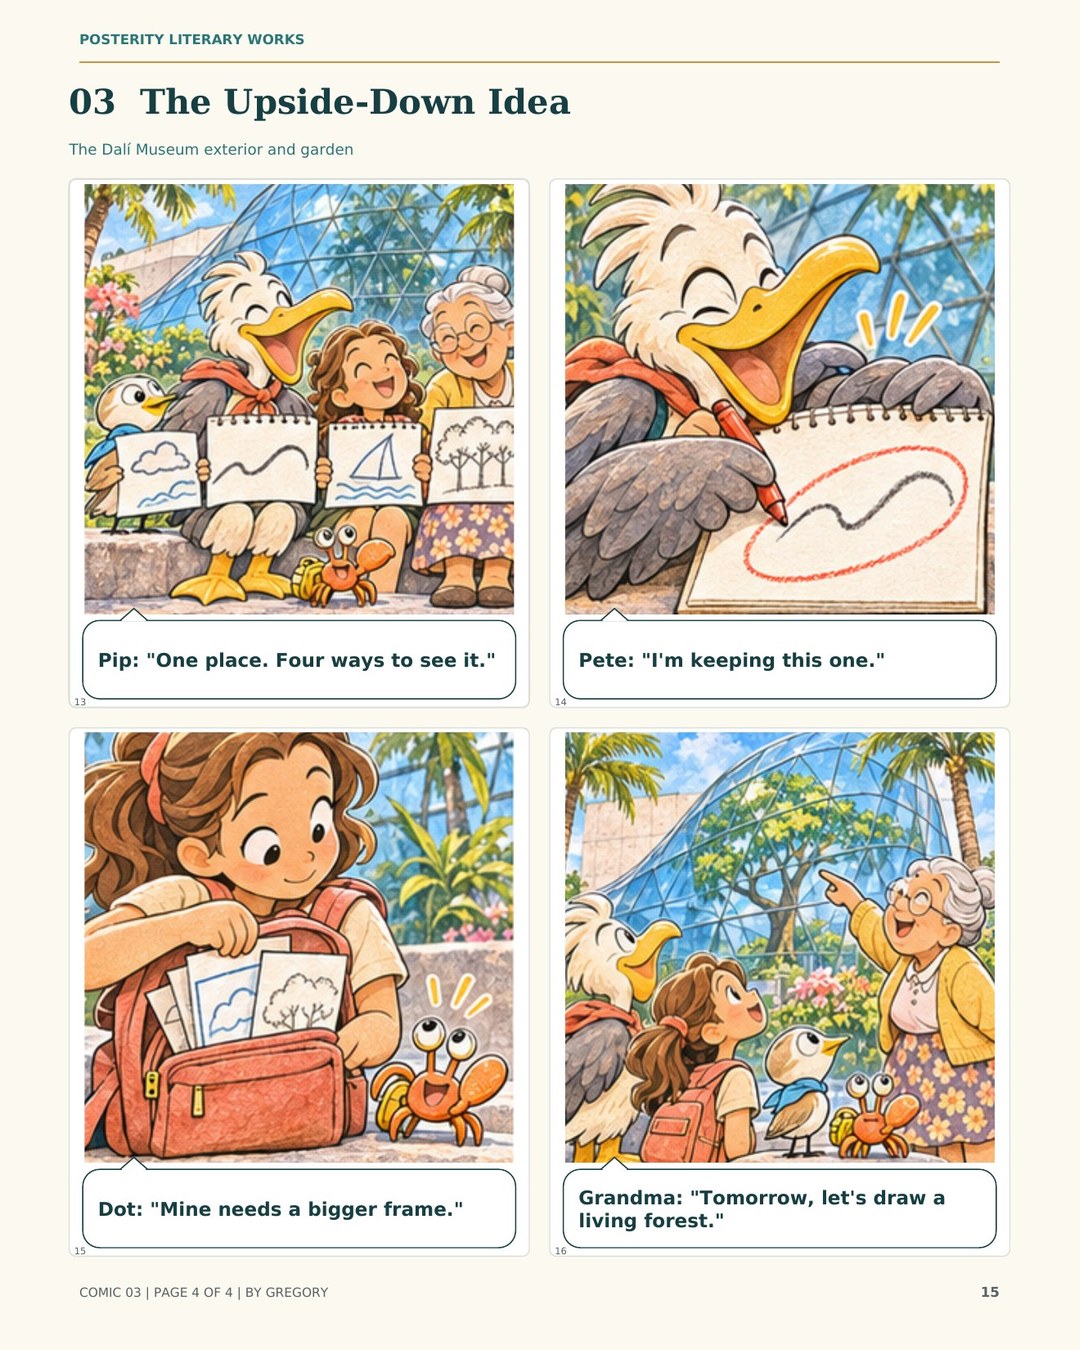 POSTERITY LITERARY WORKS
03 The Upside-Down Idea
The Dalí Museum exterior and garden
Pip: "One place. Four ways to see it."
13
Pete: "I'm keeping this one."
14
Dot: "Mine needs a bigger frame."
15
Grandma: "Tomorrow, let's draw a
living forest."
16
COMIC 03 | PAGE 4 OF 4 | BY GREGORY
15